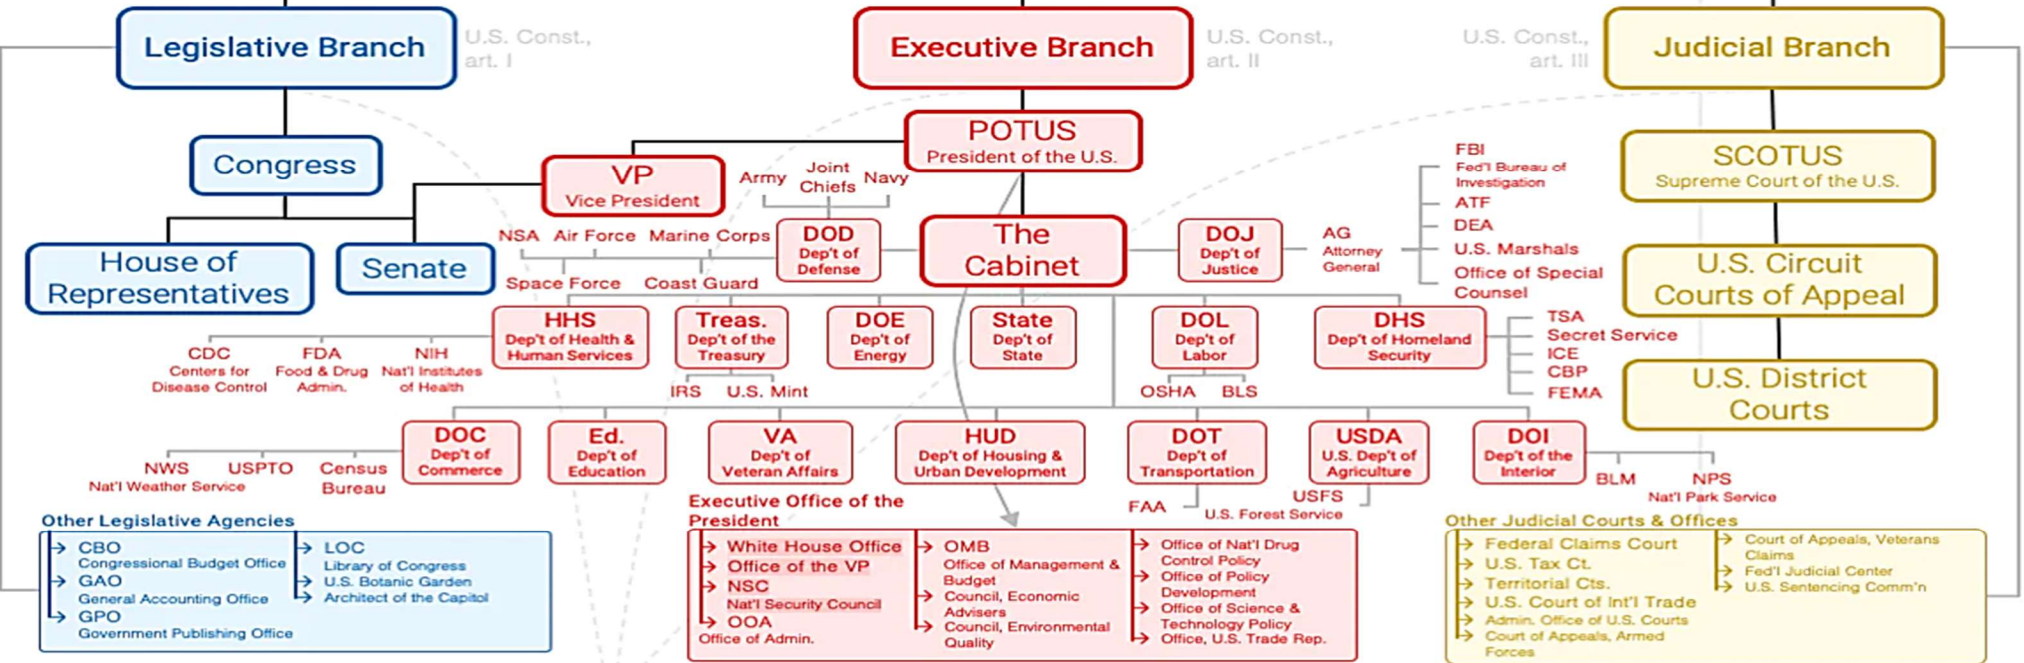 Legislative Branch
U.S. Const.,
art. I
Executive Branch
U.S. Const.,
art. II
U.S. Const.,
art. III
Judicial Branch
Congress
House of
Representatives
Senate
VP
Vice President
POTUS
President of the U.S.
Army
Joint
Chiefs
Navy
NSA
Air Force
Marine Corps
Space Force
Coast Guard
DOD
Dep't of
Defense
The
Cabinet
DOJ
Dep't of
Justice
AG
Attorney
General
FBI
Fed'l Bureau of
Investigation
ATF
DEA
U.S. Marshals
Office of Special
Counsel
SCOTUS
Supreme Court of the U.S.
U.S. Circuit
Courts of Appeal
U.S. District
Courts
HHS
Dep't of Health &
Human Services
CDC
Centers for
Disease Control
FDA
Food & Drug
Admin.
NIH
Nat'l Institutes
of Health
Treas.
Dep't of the
Treasury
IRS
U.S. Mint
DOE
Dep't of
Energy
State
Dep't of
State
DOL
Dep't of
Labor
OSHA
BLS
DHS
Dep't of Homeland
Security
TSA
Secret Service
ICE
CBP
FEMA
DOC
Dep't of
Commerce
NWS
Nat'l Weather Service
USPTO
Census
Bureau
Ed.
Dep't of
Education
VA
Dep't of
Veteran Affairs
HUD
Dep't of Housing &
Urban Development
DOT
Dep't of
Transportation
FAA
USDA
U.S. Dep't of
Agriculture
USFS
U.S. Forest Service
DOI
Dep't of the
Interior
BLM
NPS
Nat'l Park Service
Other Legislative Agencies
CBO
Congressional Budget Office
GAO
General Accounting Office
GPO
Government Publishing Office
LOC
Library of Congress
U.S. Botanic Garden
Architect of the Capitol
Executive Office of the
President
White House Office
Office of the VP
NSC
Nat'l Security Council
OOA
Office of Admin.
OMB
Office of Management &
Budget
Council, Economic
Advisers
Council, Environmental
Quality
Office of Nat'l Drug
Control Policy
Office of Policy
Development
Office of Science &
Technology Policy
Office, U.S. Trade Rep.
Other Judicial Courts & Offices
Federal Claims Court
U.S. Tax Ct.
Territorial Cts.
U.S. Court of Int'l Trade
Admin. Office of U.S. Courts
Court of Appeals, Armed
Forces
Court of Appeals, Veterans
Claims
Fed'l Judicial Center
U.S. Sentencing Comm'n